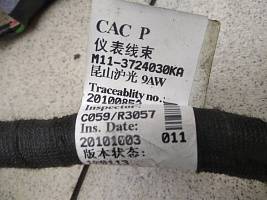 CAC P
仪表线束
M11-3724030KA
昆山沪光 9AW
Traceablity no.:
Inspector:
C059/R3057
Ins. Date:
20101003 011
版本状态: